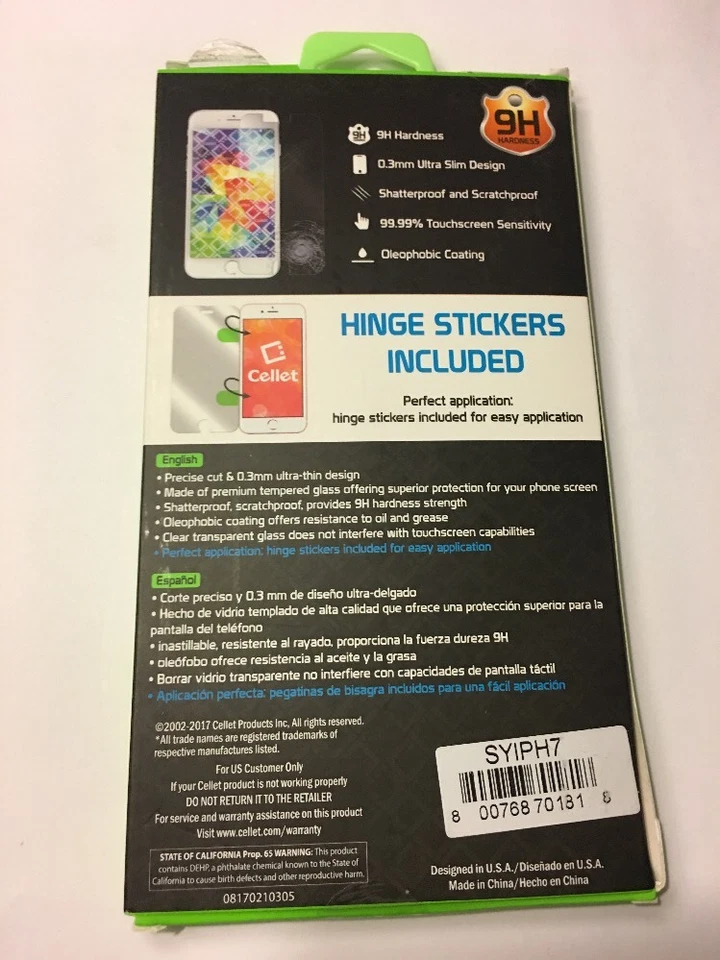 9H
HARDNESS
9H
9H Hardness
0.3mm Ultra Slim Design
Shatterproof and Scratchproof
99.99% Touchscreen Sensitivity
Oleophobic Coating
Cellet
HINGE STICKERS
INCLUDED
Perfect application:
hinge stickers included for easy application
English
• Precise cut & 0.3mm ultra-thin design
• Made of premium tempered glass offering superior protection for your phone screen
• Shatterproof, scratchproof, provides 9H hardness strength
• Oleophobic coating offers resistance to oil and grease
• Clear transparent glass does not interfere with touchscreen capabilities
• Perfect application: hinge stickers included for easy application
Español
• Corte preciso y 0.3 mm de diseño ultra-delgado
• Hecho de vidrio templado de alta calidad que ofrece una protección superior para la
pantalla del teléfono
• inastillable, resistente al rayado, proporciona la fuerza dureza 9H
• oleófobo ofrece resistencia al aceite y la grasa
• Borrar vidrio transparente no interfiere con capacidades de pantalla táctil
• Aplicación perfecta: pegatinas de bisagra incluidos para una fácil aplicación
©2002-2017 Cellet Products Inc, All rights reserved.
*All trade names are registered trademarks of
respective manufactures listed.
For US Customer Only
If your Cellet product is not working properly
DO NOT RETURN IT TO THE RETAILER
For service and warranty assistance on this product
Visit www.cellet.com/warranty
STATE OF CALIFORNIA Prop. 65 WARNING: This product
contains DEHP, a phthalate chemical known to the State of
California to cause birth defects and other reproductive harm.
08170210305
SYIPH7
8 00768 70181 8
Designed in U.S.A./Diseñado en U.S.A.
Made in China/Hecho en China